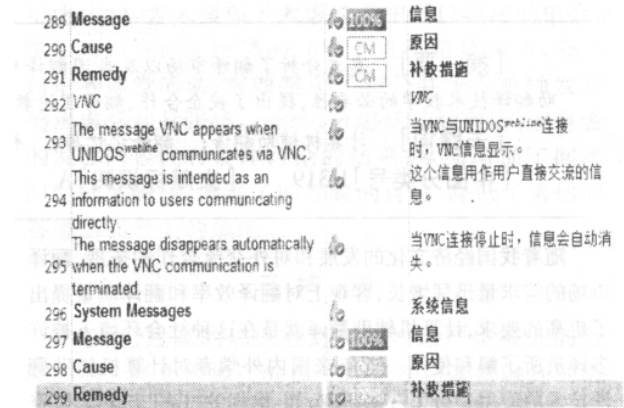 289 Message 100% 信息
290 Cause CM 原因
291 Remedy CM 补救措施
292 VNC VNC
293 The message VNC appears when 当VNC与UNIDOSwebline连接
UNIDOSwebline communicates via VNC. 时，VNC信息显示。
This message is intended as an 这个信息用作用户直接交流的信
294 information to users communicating 息。
directly.
The message disappears automatically 当VNC连接停止时，信息会自动消
295 when the VNC communication is 失。
terminated.
296 System Messages 系统信息
297 Message 100% 信息
298 Cause 100% 原因
299 Remedy 100% 补救措施